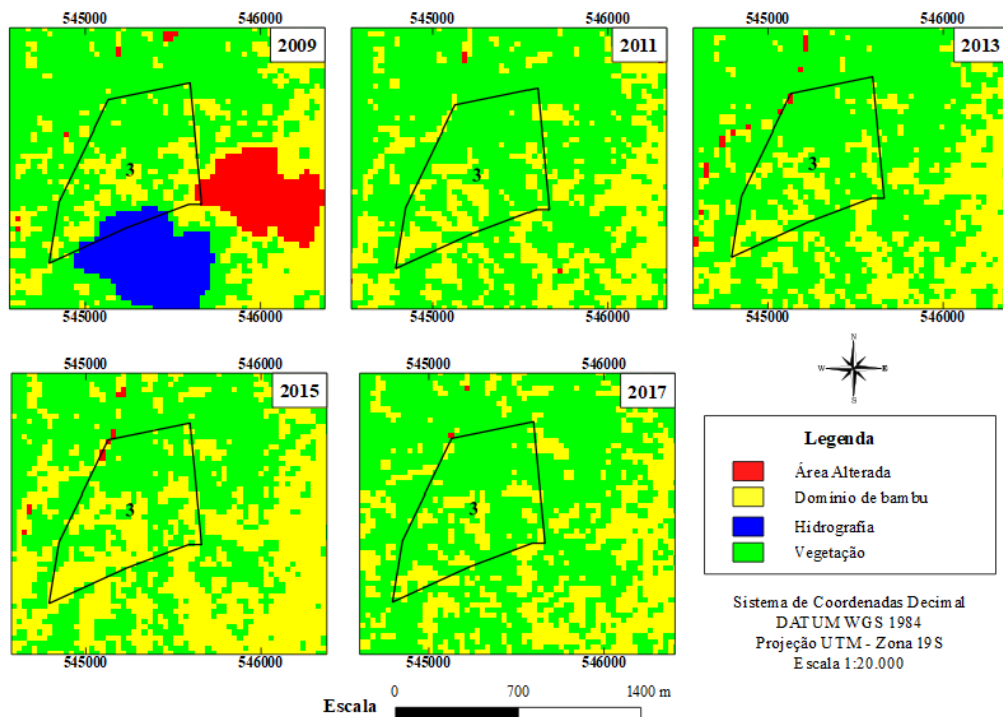 545000 546000
2009
545000 546000
545000 546000
2011
545000 546000
545000 546000
2013
545000 546000
3
3
3
545000 546000
2015
545000 546000
545000 546000
2017
545000 546000
3
3
N
W E
S
Legenda
Área Alterada
Domínio de bambu
Hidrografia
Vegetação
Sistema de Coordenadas Decimal
DATUM WGS 1984
Projeção UTM - Zona 19S
Escala 1:20.000
Escala
0 700 1400 m